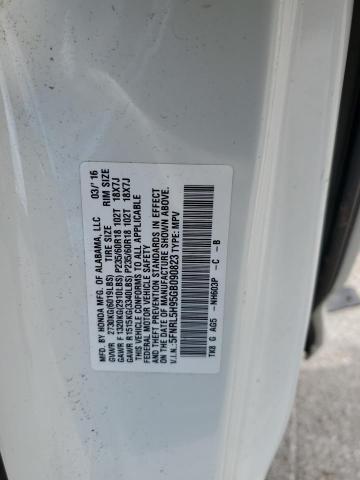 MFD. BY HONDA MFG. OF ALABAMA, LLC 03/'16
TIRE SIZE RIM SIZE
GVWR 2730KG(6019LBS)
GAWR F 1320KG(2910LBS) P235/60R18 102T 18X7J
GAWR R 1515KG(3340LBS) P235/60R18 102T 18X7J
THIS VEHICLE CONFORMS TO ALL APPLICABLE
FEDERAL MOTOR VEHICLE SAFETY AND THEFT
PREVENTION STANDARDS IN EFFECT
ON THE DATE OF MANUFACTURE SHOWN ABOVE.
V.I.N.: 5FNRL5H95GB090823 TYPE: MPV
TK8 G AG5 - NH603P - C - B